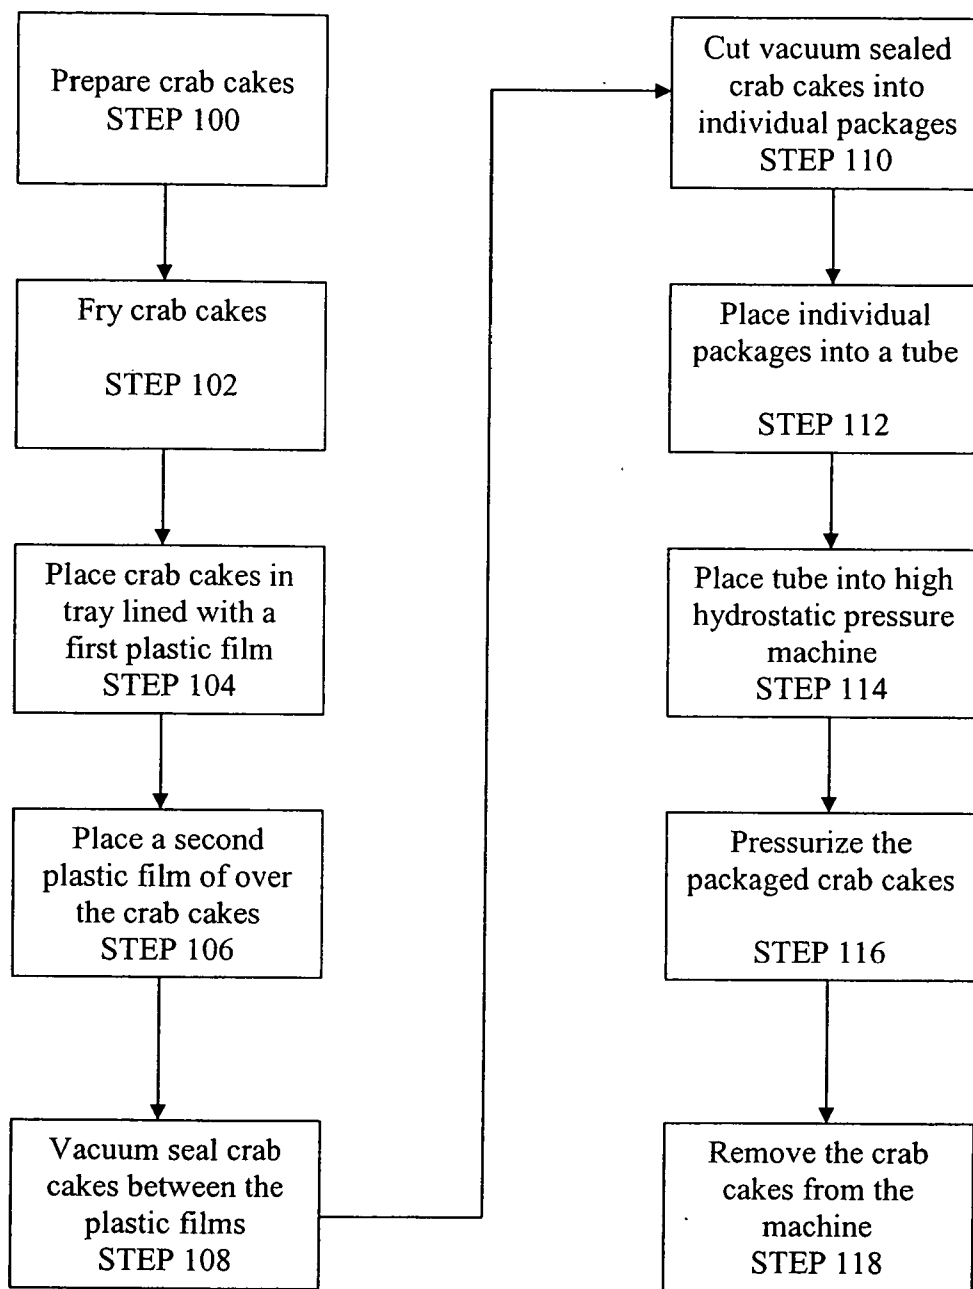 Prepare crab cakes
STEP 100
Fry crab cakes
STEP 102
Place crab cakes in
tray lined with a
first plastic film
STEP 104
Place a second
plastic film of over
the crab cakes
STEP 106
Vacuum seal crab
cakes between the
plastic films
STEP 108
Cut vacuum sealed
crab cakes into
individual packages
STEP 110
Place individual
packages into a tube
STEP 112
Place tube into high
hydrostatic pressure
machine
STEP 114
Pressurize the
packaged crab cakes
STEP 116
Remove the crab
cakes from the
machine
STEP 118